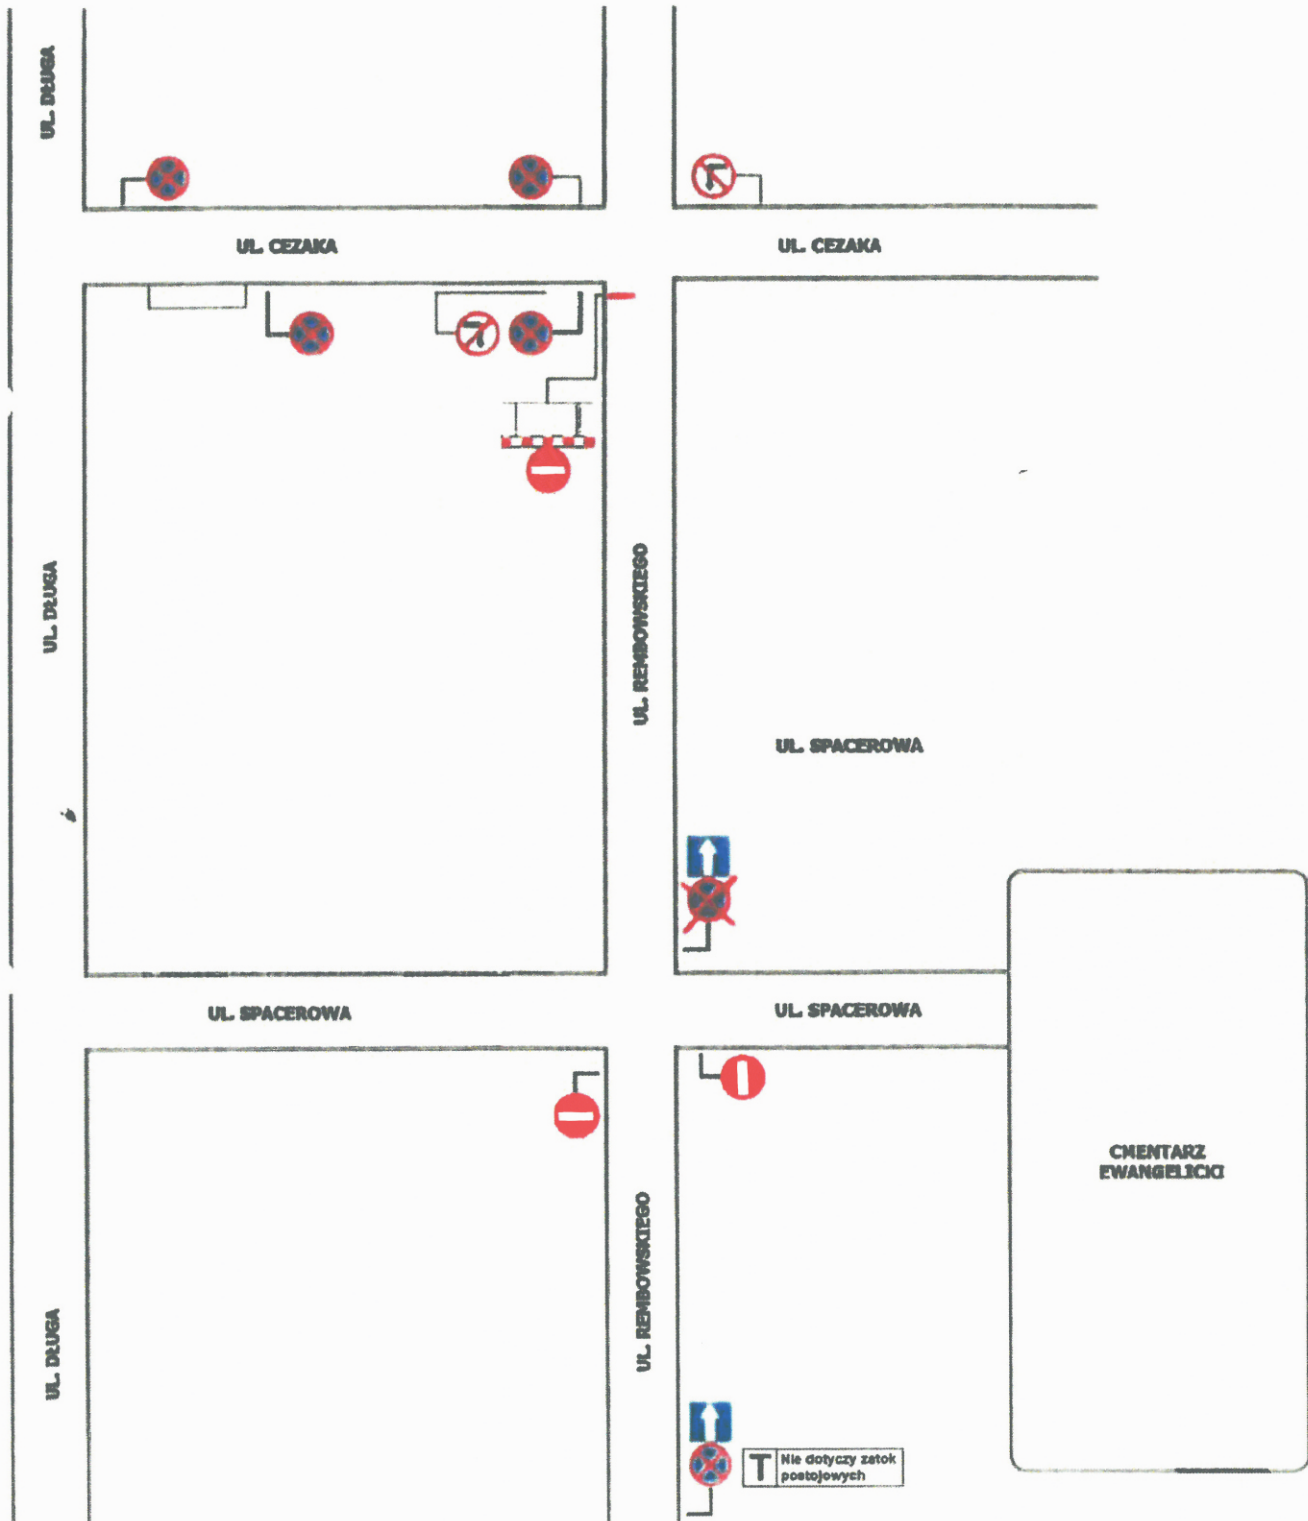 UL. DŁUGA
UL. CEZAKA
UL. CEZAKA
UL. DŁUGA
UL. REMBOWSKIEGO
UL. SPACEROWA
UL. SPACEROWA
UL. SPACEROWA
CMENTARZ
EWANGELICKI
UL. DŁUGA
UL. REMBOWSKIEGO
T
Nie dotyczy zatok
postojowych